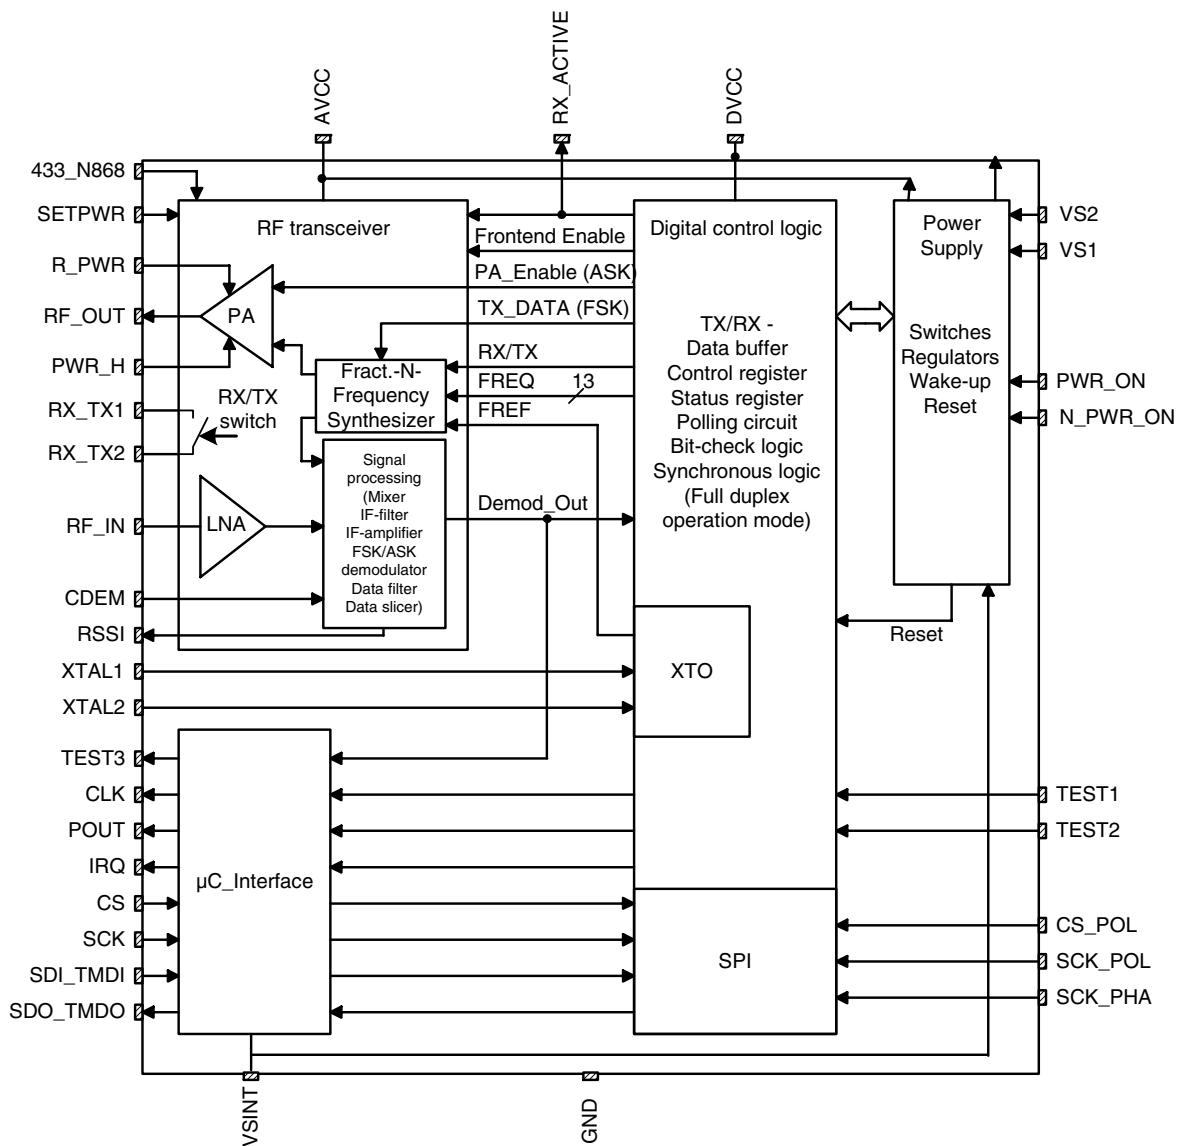 AVCC
RX_ACTIVE
DVCC
433_N868
SETPWR
R_PWR
RF_OUT
PWR_H
RX_TX1
RX_TX2
RF_IN
CDEM
RSSI
XTAL1
XTAL2
TEST3
CLK
POUT
IRQ
CS
SCK
SDI_TMDI
SDO_TMDO
RF transceiver
PA
RX/TX
switch
LNA
Fract.-N-
Frequency
Synthesizer
Signal
processing
(Mixer
IF-filter
IF-amplifier
FSK/ASK
demodulator
Data filter
Data slicer)
Frontend Enable
PA_Enable (ASK)
TX_DATA (FSK)
RX/TX
FREQ 13
FREF
Demod_Out
Digital control logic
TX/RX -
Data buffer
Control register
Status register
Polling circuit
Bit-check logic
Synchronous logic
(Full duplex
operation mode)
XTO
µC_Interface
SPI
Power
Supply
Switches
Regulators
Wake-up
Reset
Reset
VS2
VS1
PWR_ON
N_PWR_ON
TEST1
TEST2
CS_POL
SCK_POL
SCK_PHA
VSINT
GND